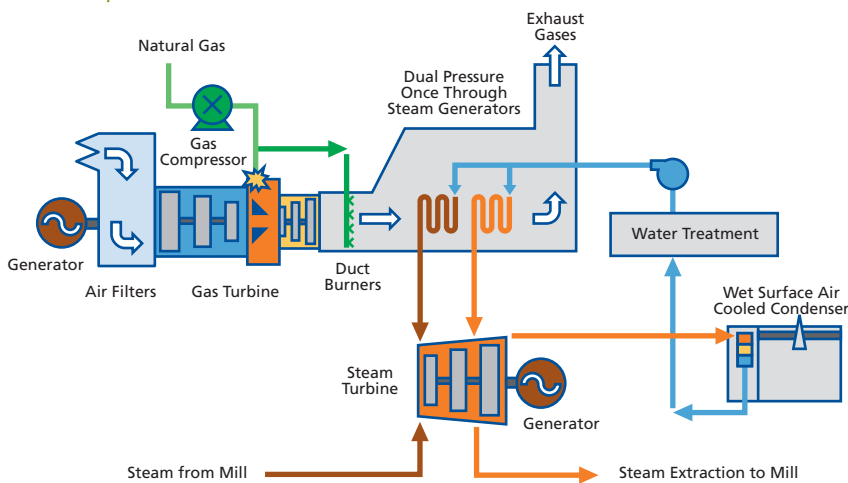 Exhaust
Gases
Natural Gas
Dual Pressure
Once Through
Steam Generators
Gas
Compressor
Water Treatment
Generator
Air Filters
Gas Turbine
Duct
Burners
Wet Surface Air
Cooled Condenser
Steam
Turbine
Generator
Steam from Mill
Steam Extraction to Mill